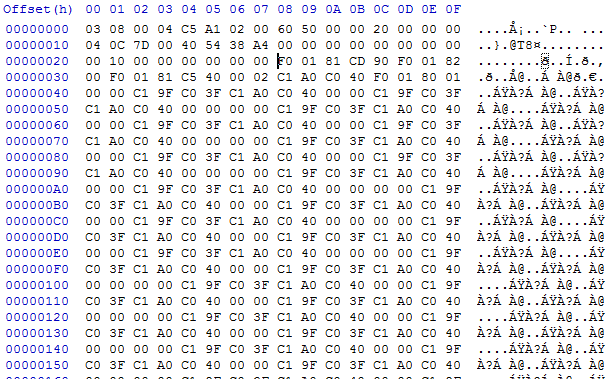 Offset(h) 00 01 02 03 04 05 06 07 08 09 0A 0B 0C 0D 0E 0F
00000000 03 08 00 04 C5 A1 02 00 60 50 00 00 20 00 00 00 ....Å¡..`P.. ...
00000010 04 0C 7D 00 40 54 38 A4 00 00 00 00 00 00 00 00 ..}.@T8¤........
00000020 00 10 00 00 00 00 00 00 F0 01 81 CD 90 F0 01 82 ........ð..Í.ð.‚
00000030 00 F0 01 81 C5 40 00 02 C1 A0 C0 40 F0 01 80 01 .ð..Å@..Á À@ð.€.
00000040 00 00 C1 9F C0 3F C1 A0 C0 40 00 00 C1 9F C0 3F ..ÁŸÀ?Á À@..ÁŸÀ?
00000050 C1 A0 C0 40 00 00 00 00 C1 9F C0 3F C1 A0 C0 40 Á À@....ÁŸÀ?Á À@
00000060 00 00 C1 9F C0 3F C1 A0 C0 40 00 00 C1 9F C0 3F ..ÁŸÀ?Á À@..ÁŸÀ?
00000070 C1 A0 C0 40 00 00 00 00 C1 9F C0 3F C1 A0 C0 40 Á À@....ÁŸÀ?Á À@
00000080 00 00 C1 9F C0 3F C1 A0 C0 40 00 00 C1 9F C0 3F ..ÁŸÀ?Á À@..ÁŸÀ?
00000090 C1 A0 C0 40 00 00 00 00 C1 9F C0 3F C1 A0 C0 40 Á À@....ÁŸÀ?Á À@
000000A0 00 00 C1 9F C0 3F C1 A0 C0 40 00 00 00 00 C1 9F ..ÁŸÀ?Á À@....ÁŸ
000000B0 C0 3F C1 A0 C0 40 00 00 C1 9F C0 3F C1 A0 C0 40 À?Á À@..ÁŸÀ?Á À@
000000C0 00 00 C1 9F C0 3F C1 A0 C0 40 00 00 00 00 C1 9F ..ÁŸÀ?Á À@....ÁŸ
000000D0 C0 3F C1 A0 C0 40 00 00 C1 9F C0 3F C1 A0 C0 40 À?Á À@..ÁŸÀ?Á À@
000000E0 00 00 C1 9F C0 3F C1 A0 C0 40 00 00 00 00 C1 9F ..ÁŸÀ?Á À@....ÁŸ
000000F0 C0 3F C1 A0 C0 40 00 00 C1 9F C0 3F C1 A0 C0 40 À?Á À@..ÁŸÀ?Á À@
00000100 00 00 00 00 C1 9F C0 3F C1 A0 C0 40 00 00 C1 9F ....ÁŸÀ?Á À@..ÁŸ
00000110 C0 3F C1 A0 C0 40 00 00 C1 9F C0 3F C1 A0 C0 40 À?Á À@..ÁŸÀ?Á À@
00000120 00 00 00 00 C1 9F C0 3F C1 A0 C0 40 00 00 C1 9F ....ÁŸÀ?Á À@..ÁŸ
00000130 C0 3F C1 A0 C0 40 00 00 C1 9F C0 3F C1 A0 C0 40 À?Á À@..ÁŸÀ?Á À@
00000140 00 00 00 00 C1 9F C0 3F C1 A0 C0 40 00 00 C1 9F ....ÁŸÀ?Á À@..ÁŸ
00000150 C0 3F C1 A0 C0 40 00 00 C1 9F C0 3F C1 A0 C0 40 À?Á À@..ÁŸÀ?Á À@